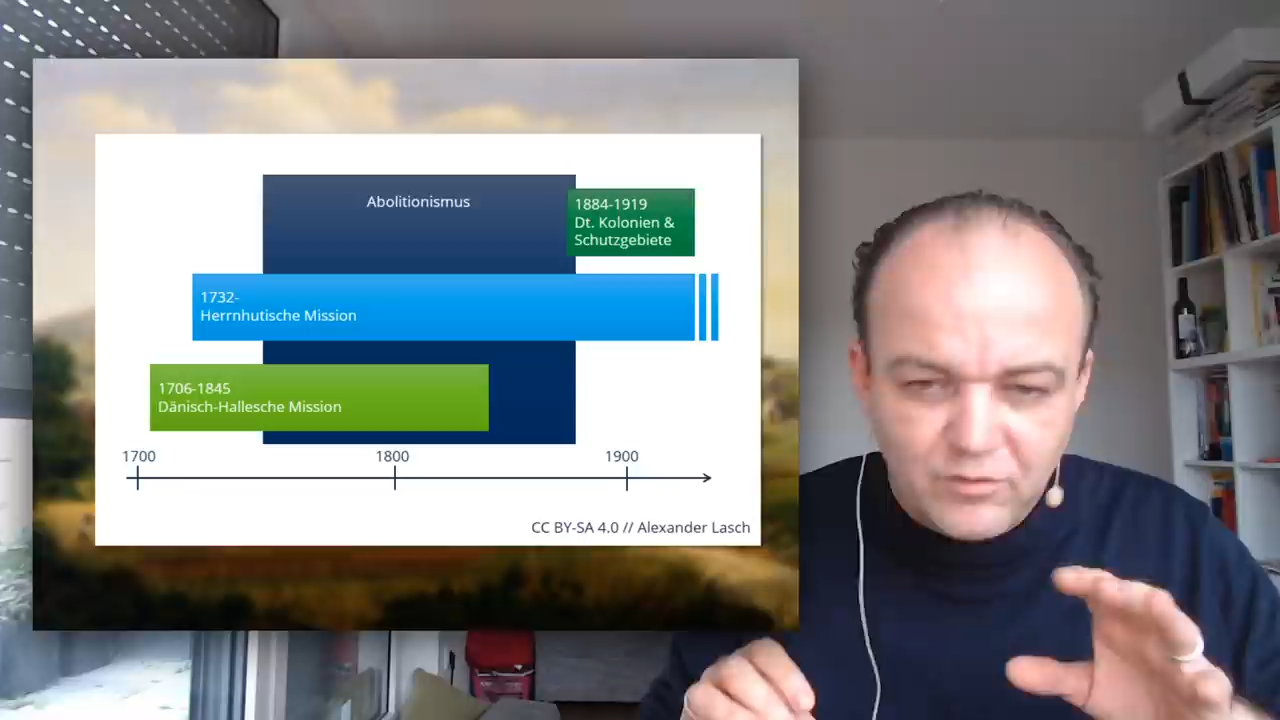 Abolitionismus
1884-1919
Dt. Kolonien &
Schutzgebiete
1732-
Herrnhutische Mission
1706-1845
Dänisch-Hallesche Mission
1700
1800
1900
CC BY-SA 4.0 // Alexander Lasch